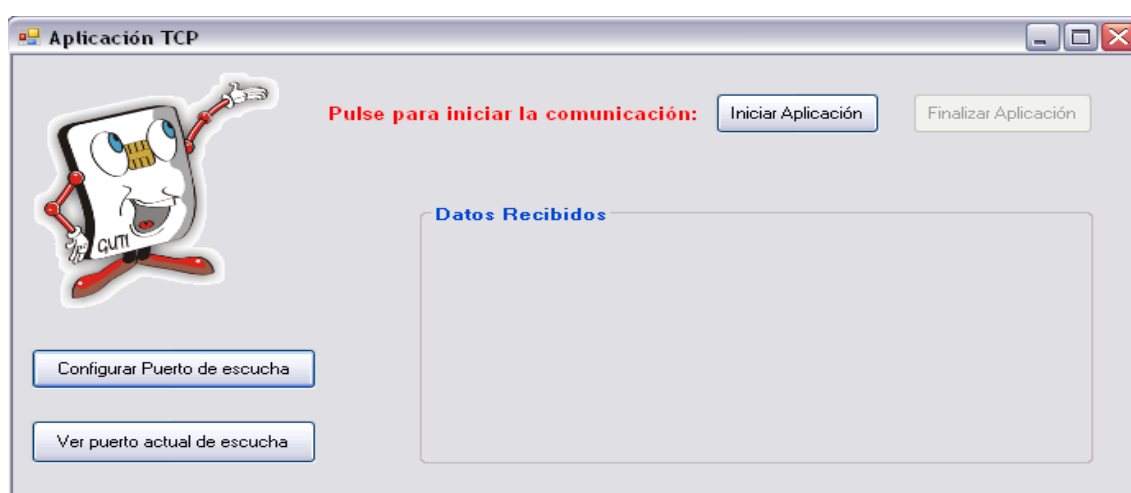 Aplicación TCP
Pulse para iniciar la comunicación: Iniciar Aplicación Finalizar Aplicación
Datos Recibidos
GUTI
Configurar Puerto de escucha
Ver puerto actual de escucha